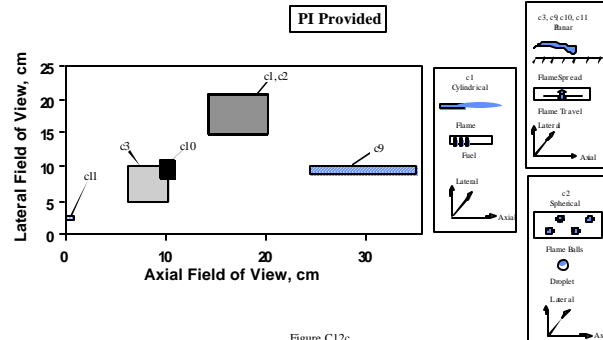 PI Provided
c3, c9, c10, c11
Planar
Flame Spread
Flame Travel
Lateral
Axial
c1
Cylindrical
Flame
Fuel
Lateral
Axial
c2
Spherical
Flame Balls
Droplet
Lateral
Ax
Lateral Field of View, cm
25
20
15
10
5
0
c1, c2
c3
c10
c9
c11
0
10
20
30
Axial Field of View, cm
Figure C12c